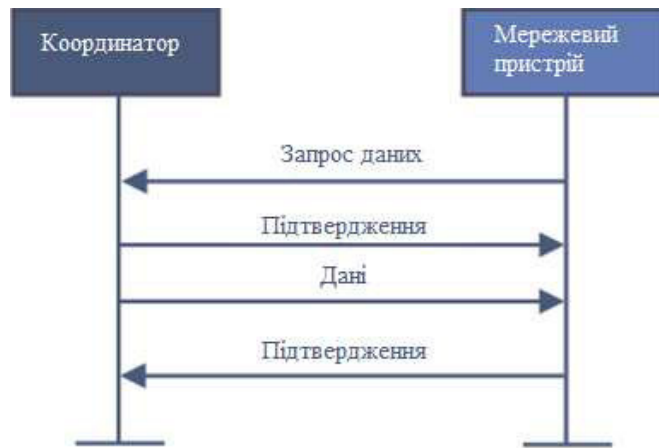 Координатор
Мережевий
пристрій
Запрос даних
Підтвердження
Дані
Підтвердження